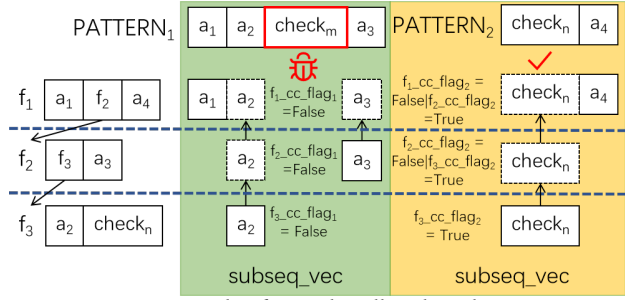 PATTERN₁ a₁ a₂ checkₘ a₃
PATTERN₂ checkₙ a₄
f₁ a₁ f₂ a₄
a₁ a₂ f₁_cc_flag₁ a₃
=False
f₁_cc_flag₂ =
False|f₂_cc_flag₂
=True
checkₙ a₄
f₂ f₃ a₃
a₂ f₂_cc_flag₁ a₃
=False
f₂_cc_flag₂ =
False|f₃_cc_flag₂
=True
checkₙ
f₃ a₂ checkₙ
a₂ f₃_cc_flag₁
= False
f₃_cc_flag₂
= True
checkₙ
subseq_vec
subseq_vec